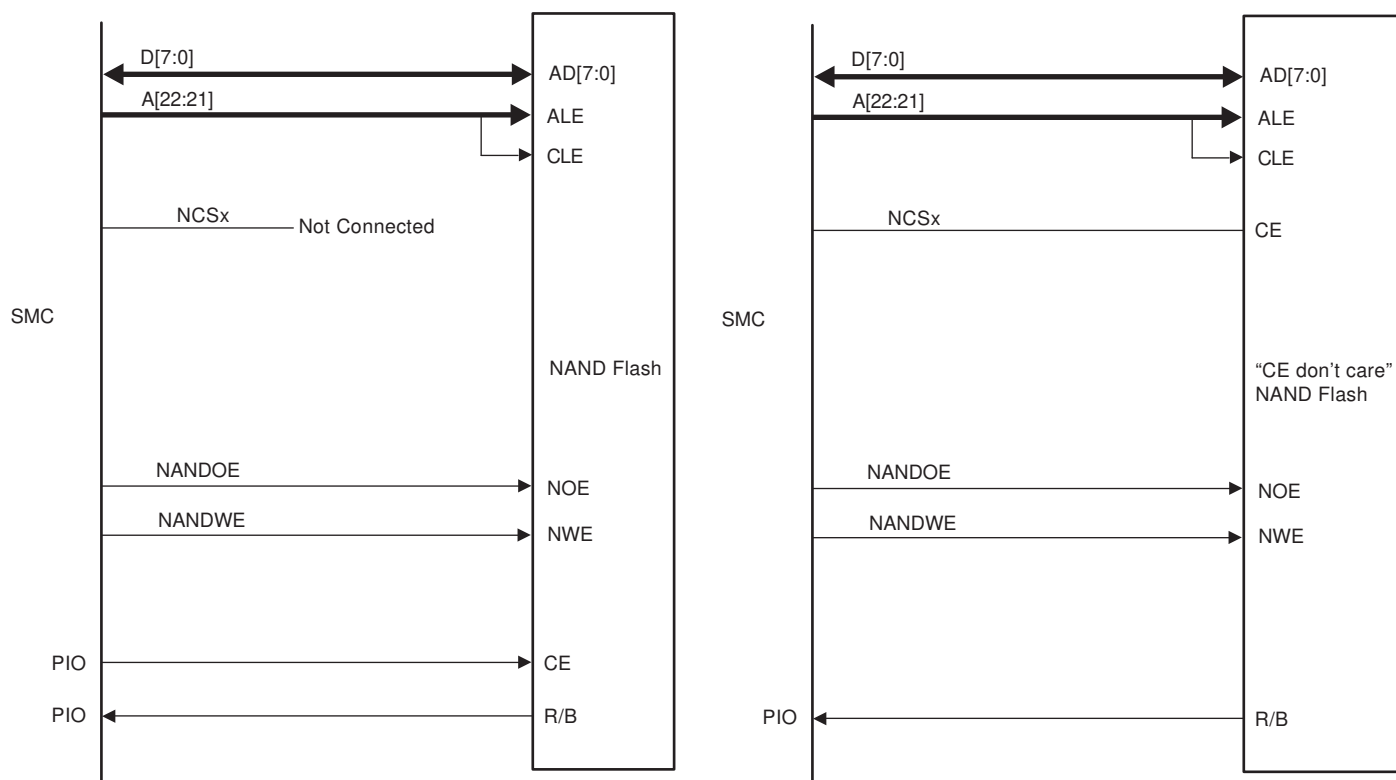 D[7:0]
AD[7:0]
A[22:21]
ALE
CLE
NCSx
Not Connected
SMC
NAND Flash
NANDOE
NOE
NANDWE
NWE
PIO
CE
PIO
R/B
D[7:0]
AD[7:0]
A[22:21]
ALE
CLE
NCSx
CE
SMC
“CE don’t care”
NAND Flash
NANDOE
NOE
NANDWE
NWE
PIO
R/B